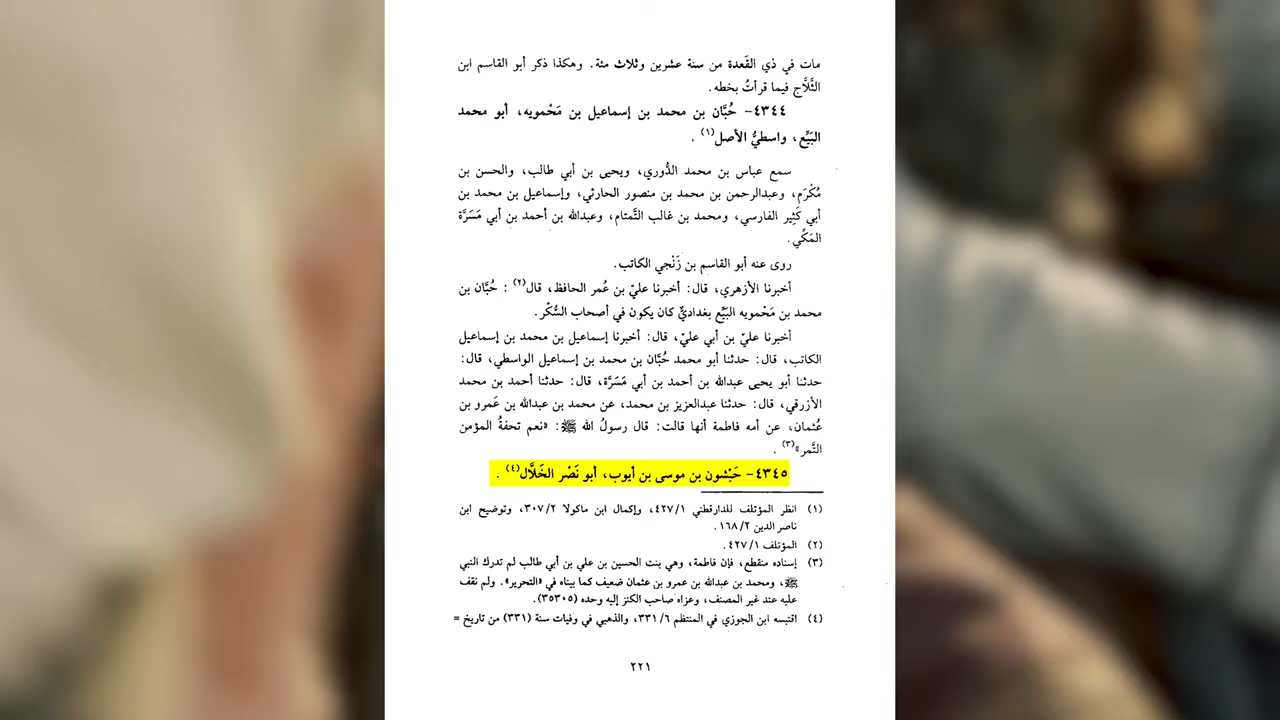 مات في ذي القَعدة من سنة عشرين وثلاث مئة. وهكذا ذكر أبو القاسم ابن
الثَّلَّاج فيما قرأتُ بخطه.
٤٣٤٤- حُبَّان بن محمد بن إسماعيل بن مَحْمويه، أبو محمد
البَيِّع، واسطيُّ الأصل(١) .
سمع عباس بن محمد الدُّوري، ويحيى بن أبي طالب، والحسن بن
مُكْرَم، وعبدالرحمن بن محمد بن منصور الحارثي، وإسماعيل بن محمد بن
أبي كَثِير الفارسي، ومحمد بن غالب التَّمتام، وعبدالله بن أحمد بن أبي مَسَرَّة
المَكِّي.
روى عنه أبو القاسم بن زَنْجي الكاتب.
أخبرنا الأزهري، قال: أخبرنا عليّ بن عُمر الحافظ، قال(٢) : حُبَّان بن
محمد بن مَحْمويه البَيِّع بغداديٌّ كان يكون في أصحاب السُّكّر.
أخبرنا عليّ بن أبي عليّ، قال: أخبرنا إسماعيل بن محمد بن إسماعيل
الكاتب، قال: حدثنا أبو محمد حُبَّان بن محمد بن إسماعيل الواسطي، قال:
حدثنا أبو يحيى عبدالله بن أحمد بن أبي مَسَرَّة، قال: حدثنا أحمد بن محمد
الأزرقي، قال: حدثنا عبدالعزيز بن محمد، عن محمد بن عبدالله بن عَمرو بن
عُثمان، عن أمه فاطمة أنها قالت: قال رسولُ الله ﷺ: «نعم تحفةُ المؤمن
التَّمر»(٣) .
٤٣٤٥- حَبْشون بن موسى بن أيوب، أبو نَصْر الخَلَّال(٤) .
(١) انظر المؤتلف للدارقطني ١/ ٤٢٧، وإكمال ابن ماكولا ٢/ ٣٠٧، وتوضيح ابن
ناصر الدين ٢/ ١٦٨.
(٢) المؤتلف ١/ ٤٢٧.
(٣) إسناده منقطع، فإن فاطمة، وهي بنت الحسين بن علي بن أبي طالب لم تدرك النبي
ﷺ، ومحمد بن عبدالله بن عمرو بن عثمان ضعيف كما بيناه في «التحرير». ولم نقف
عليه عند غير المصنف، وعزاه صاحب الكنز إليه وحده (٣٥٣٠٥).
(٤) اقتبسه ابن الجوزي في المنتظم ٦/ ٣٣١، والذهبي في وفيات سنة (٣٣١) من تاريخ =
٢٢١